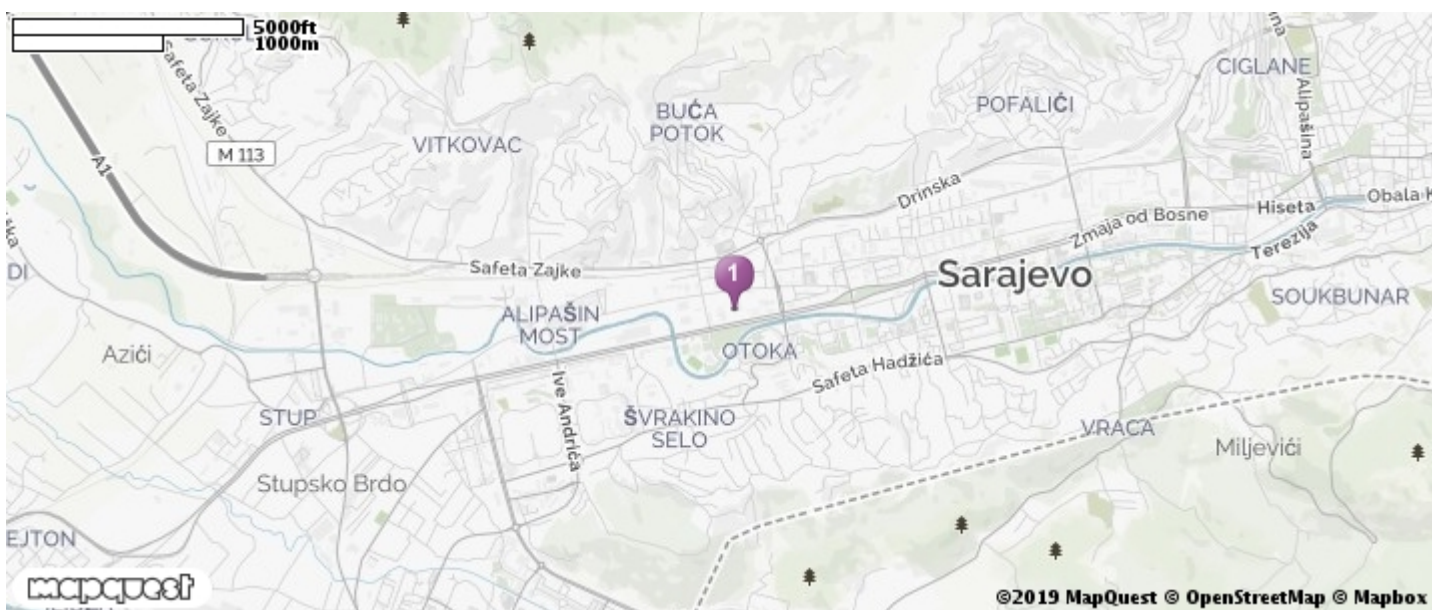 5000ft
1000m
Safeta Zajke
A1
M 113
VITKOVAC
BUĆA
POTOK
POFALIĆI
CIGLANE
Alipašina
Drinska
Zmaja od Bosne
Hiseta
Obala K
Terezija
DI
Safeta Zajke
1
Sarajevo
SOUKBUNAR
ALIPAŠIN
MOST
Azići
OTOKA
Safeta Hadžića
Ive Andrića
STUP
ŠVRAKINO
SELO
VRACA
Miljevići
Stupsko Brdo
EJTON
mapquest
©2019 MapQuest © OpenStreetMap © Mapbox